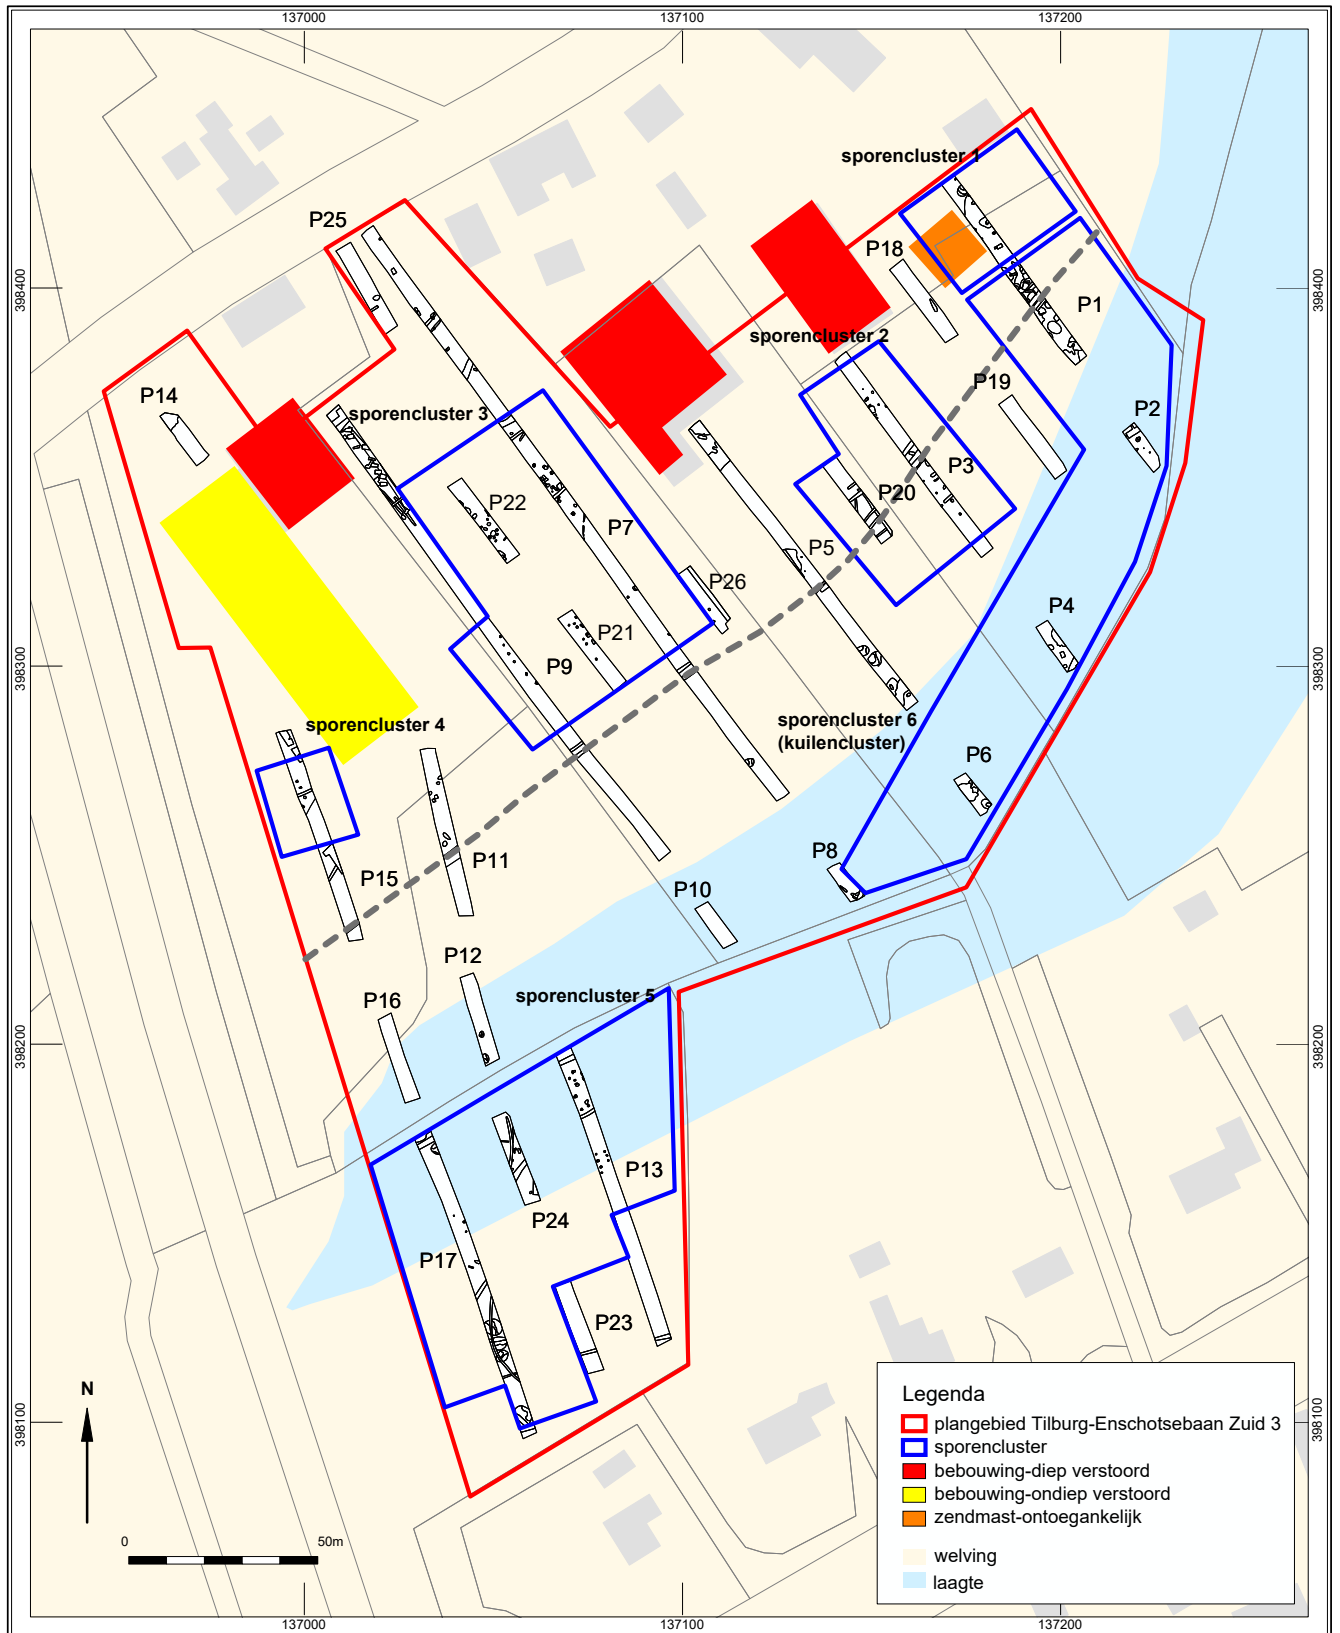 137000
137100
137200
sporencluster 1
P25
P18
398400
398400
P1
sporencluster 2
P19
P14
sporencluster 3
P2
P3
P20
P22
P7
P5
P26
P4
P21
P9
398300
398300
sporencluster 4
sporencluster 6
(kuilencluster)
P6
P11
P8
P15
P10
P12
sporencluster 5
P16
398200
398200
P13
P24
P17
P23
N
398100
398100
0
50m
137000
137100
137200
Legenda
plangebied Tilburg-Enschotsebaan Zuid 3
sporencluster
bebouwing-diep verstoord
bebouwing-ondiep verstoord
zendmast-ontoegankelijk
welving
laagte